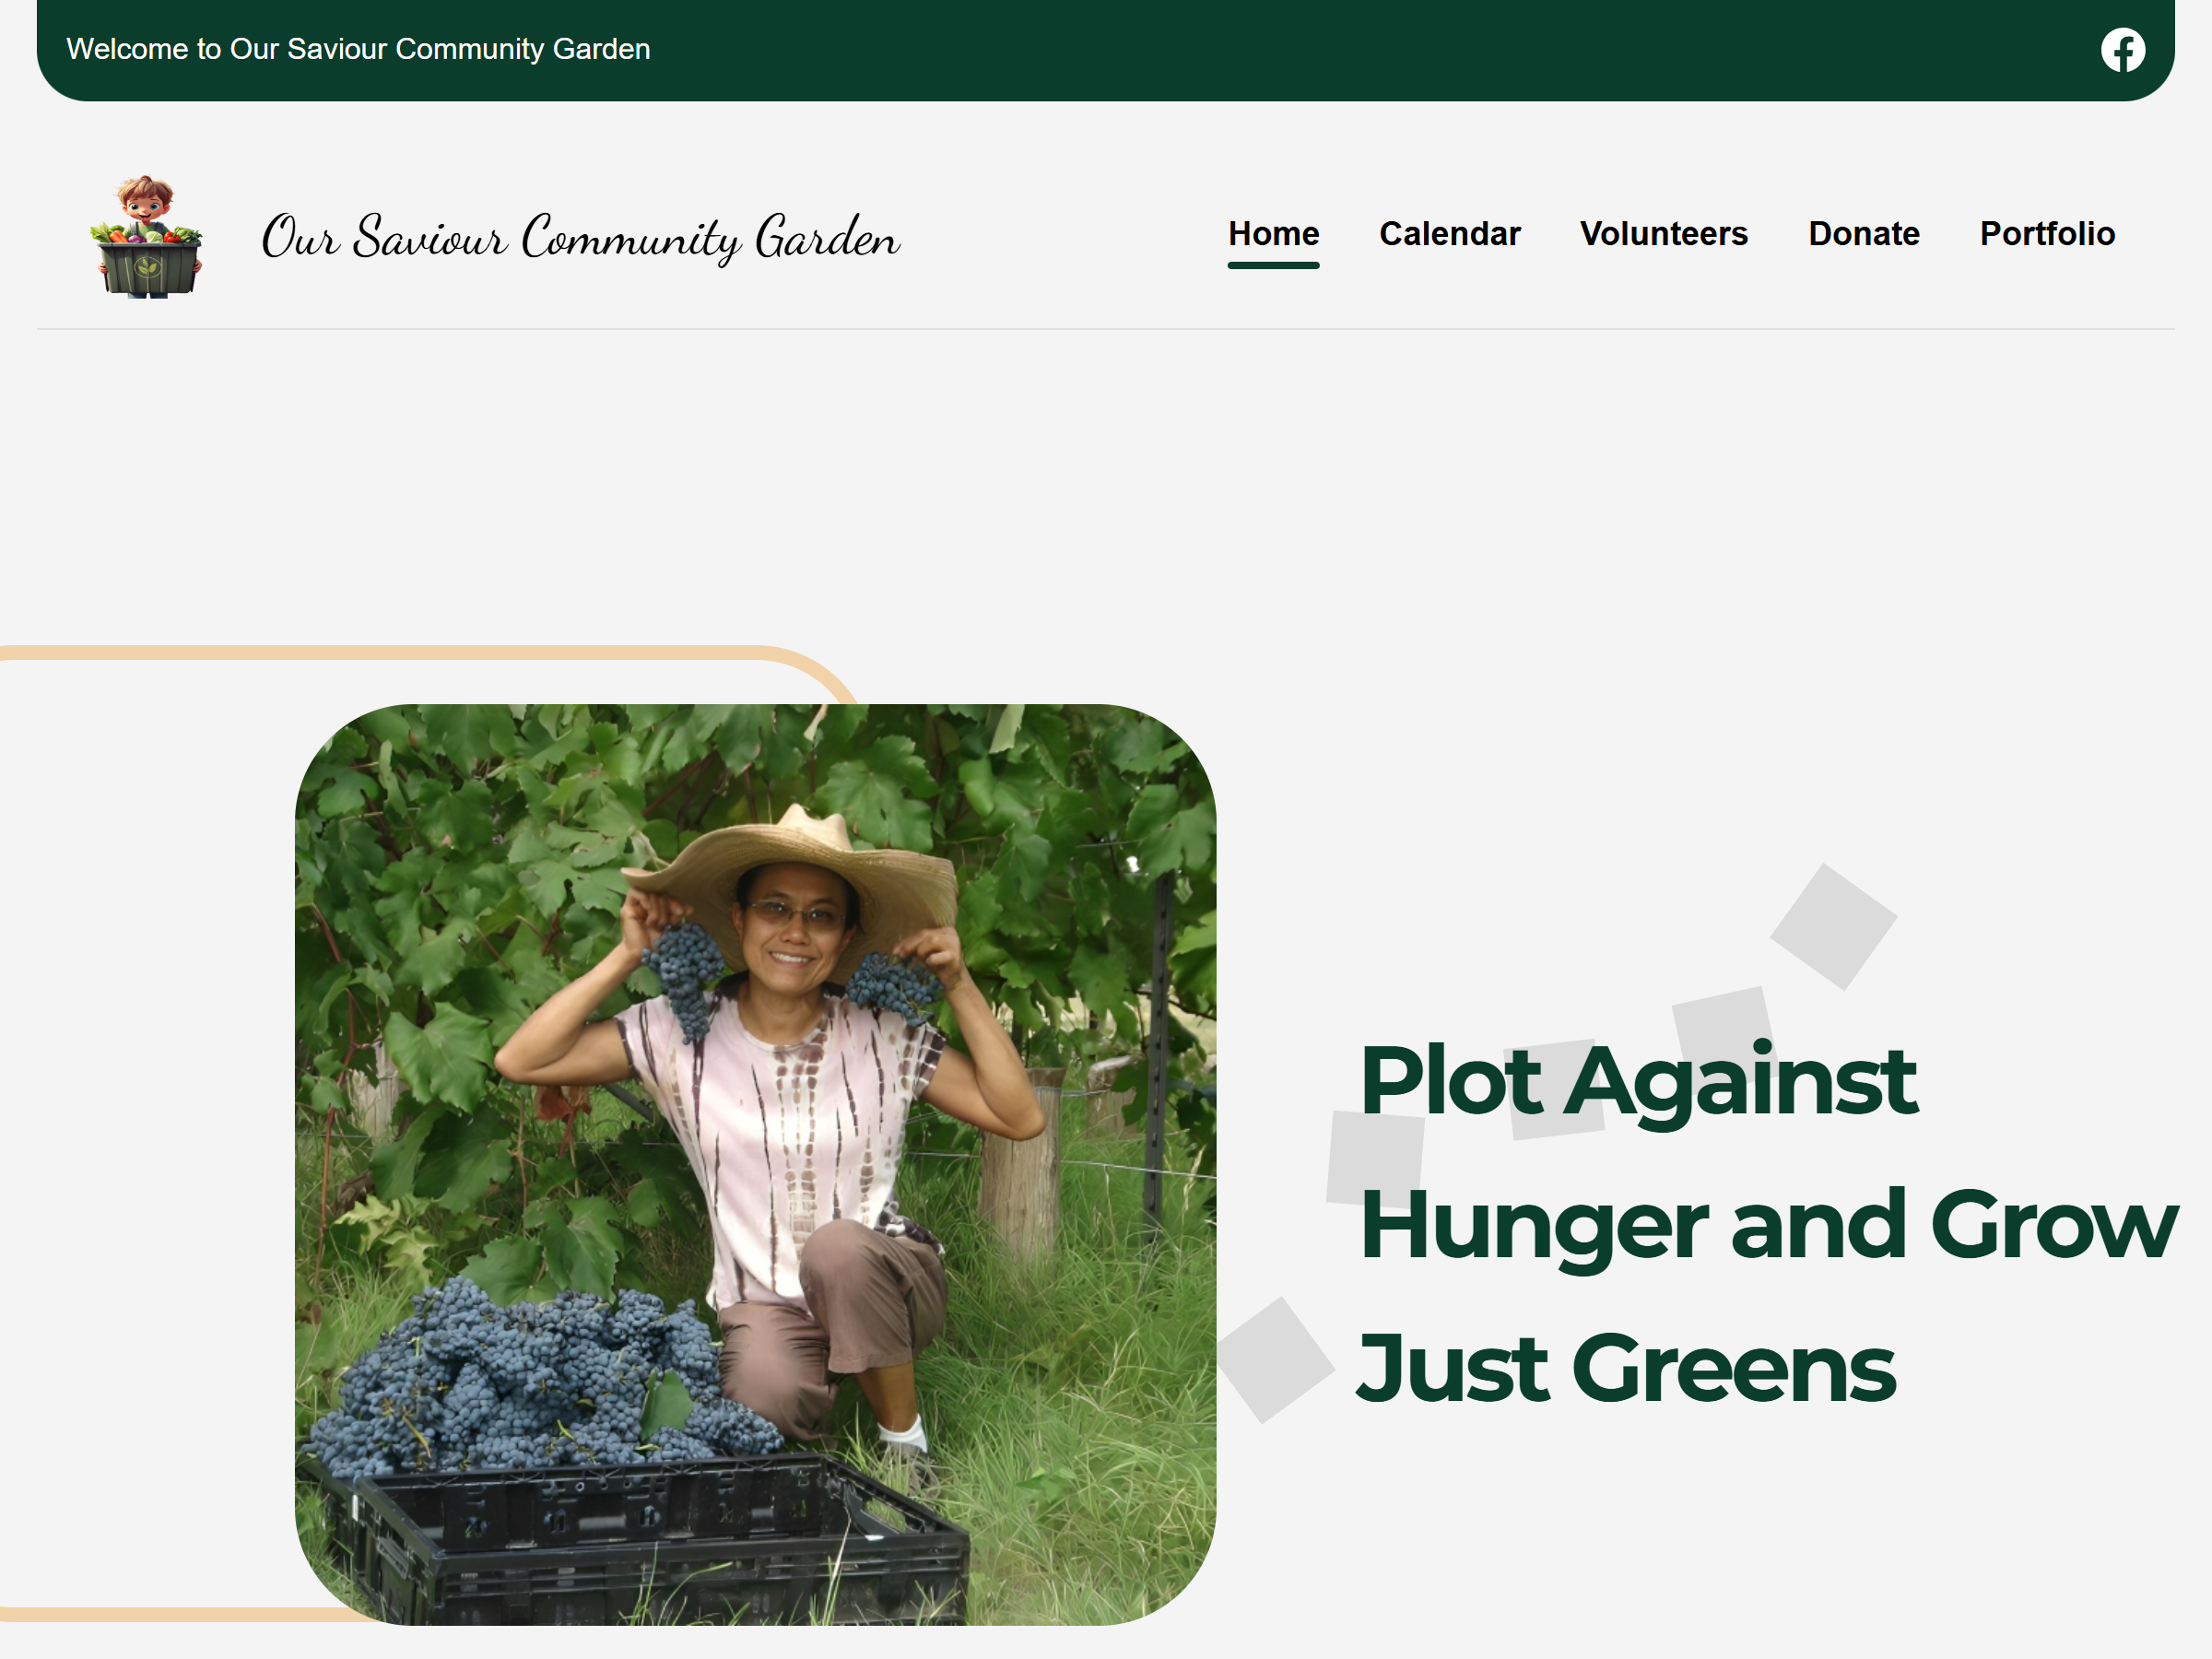 Welcome to Our Saviour Community Garden
Our Saviour Community Garden
Home Calendar Volunteers Donate Portfolio
Plot Against
Hunger and Grow
Just Greens